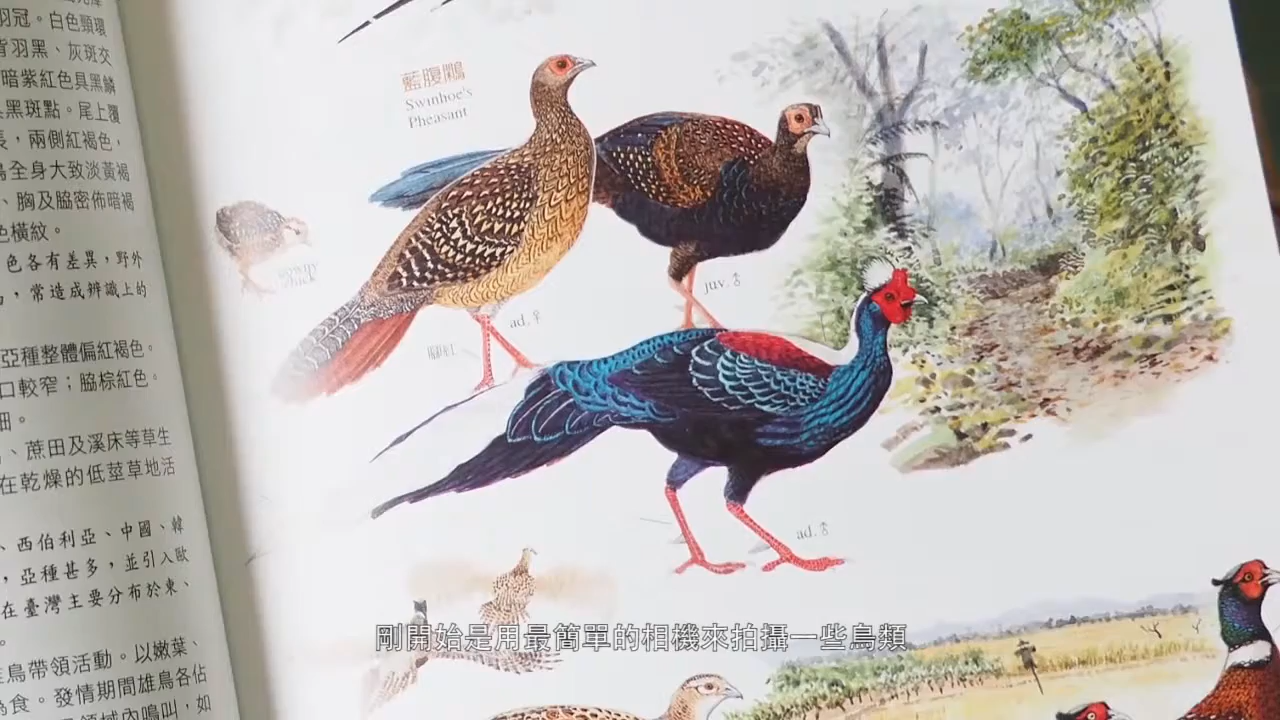 羽冠。白色頸環
背羽黑、灰斑交
暗紫紅色具黑鱗
黑斑點。尾上覆
長，兩側紅褐色，
鳥全身大致淡黃褐
、胸及脇密佈暗褐
色橫紋。
色各有差異，野外
，常造成辨識上的
亞種整體偏紅褐色。
口較窄；脇棕紅色。
細。
、蔗田及溪床等草生
在乾燥的低莖草地活
、西伯利亞、中國、韓
，亞種甚多，並引入歐
在臺灣主要分布於東、
雄鳥帶領活動。以嫩葉、
為食。發情期間雄鳥各佔
領域內鳴叫，如
藍腹鷴
Swinhoe's
Pheasant
downy
chick
juv.♂
ad.♀
腳紅
ad.♂
剛開始是用最簡單的相機來拍攝一些鳥類